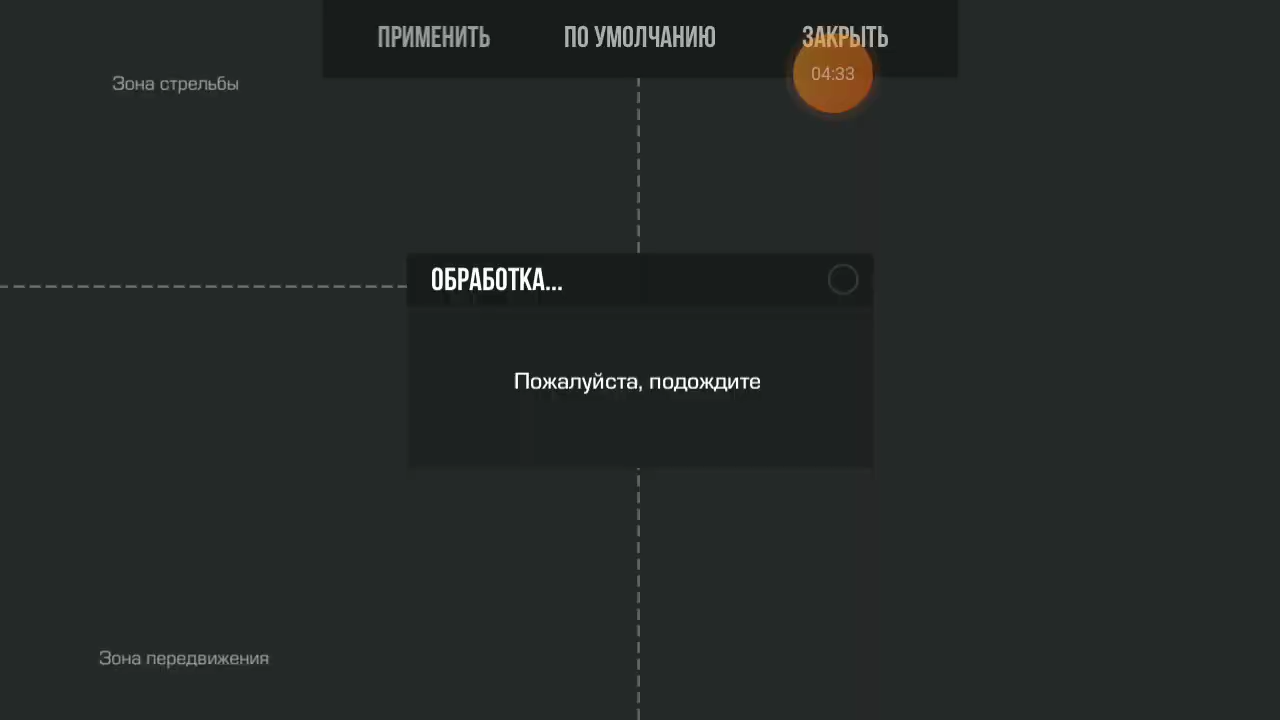 ПРИМЕНИТЬ ПО УМОЛЧАНИЮ ЗАКРЫТЬ
04:33
Зона стрельбы
ОБРАБОТКА...
Пожалуйста, подождите
Зона передвижения